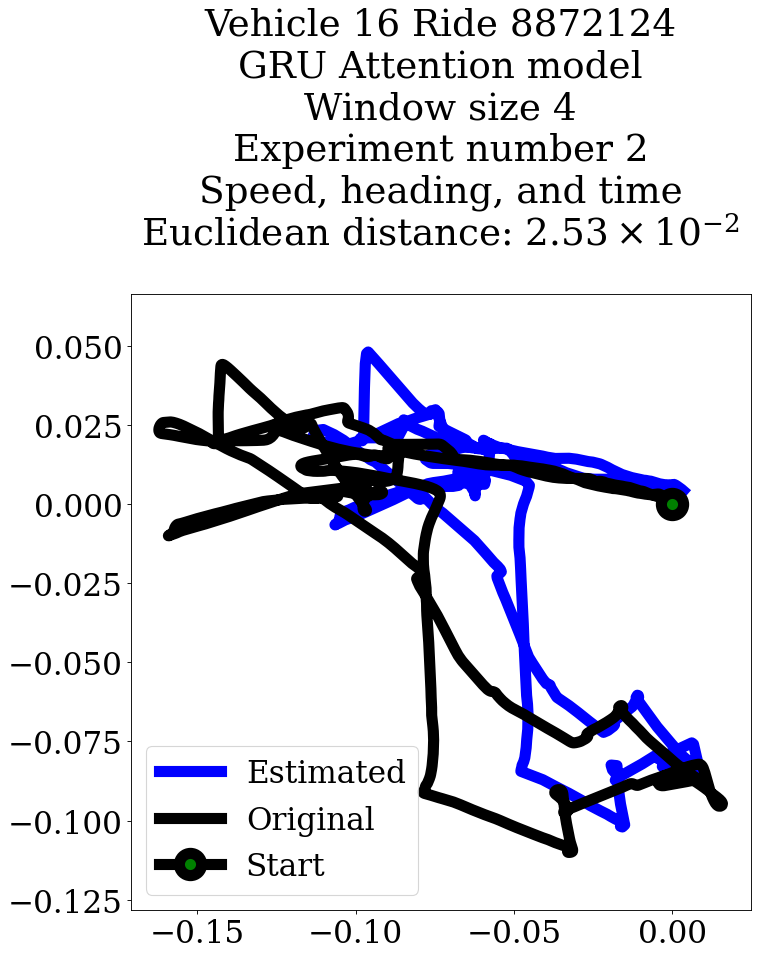 Vehicle 16 Ride 8872124
GRU Attention model
Window size 4
Experiment number 2
Speed, heading, and time
Euclidean distance: 2.53 × 10⁻²
0.050
0.025
0.000
−0.025
−0.050
−0.075
−0.100
−0.125
Estimated
Original
Start
−0.15
−0.10
−0.05
0.00